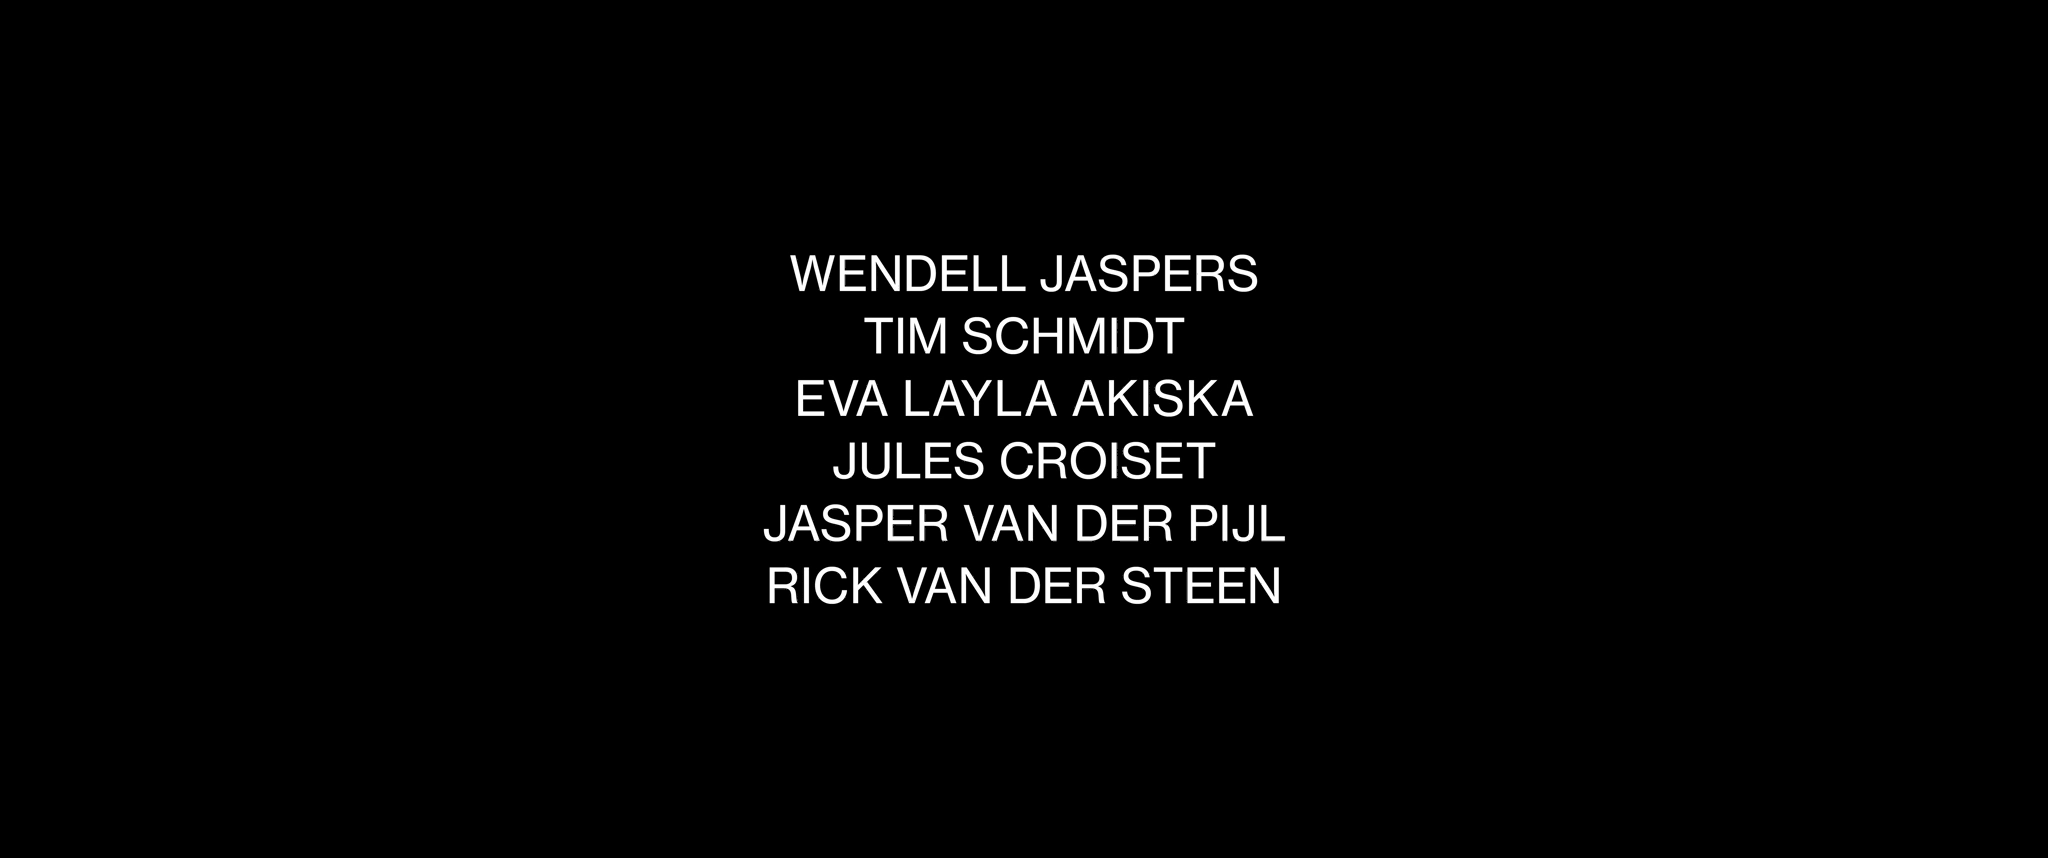 WENDELL JASPERS
TIM SCHMIDT
EVA LAYLA AKISKA
JULES CROISET
JASPER VAN DER PIJL
RICK VAN DER STEEN